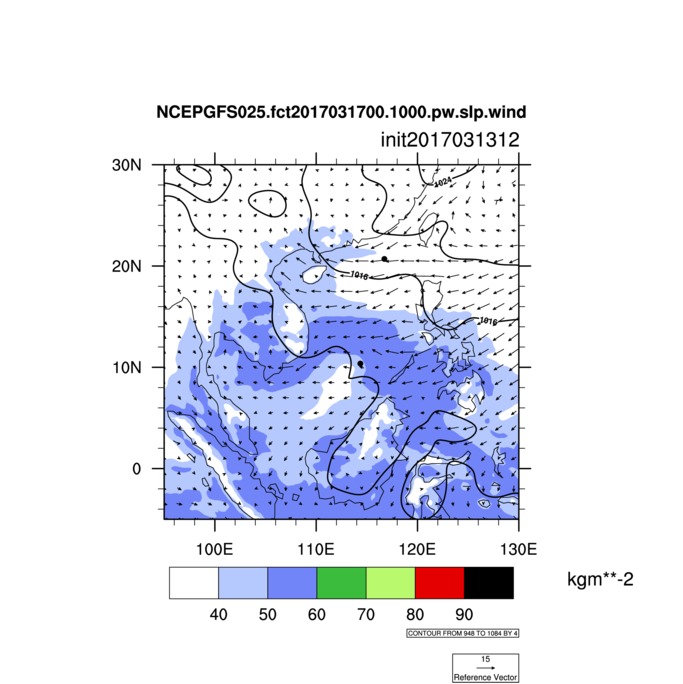 NCEPGFS025.fct2017031700.1000.pw.slp.wind
init2017031312
30N
1024
20N
1016
1016
10N
0
100E 110E 120E 130E
kgm**-2
40 50 60 70 80 90
CONTOUR FROM 948 TO 1084 BY 4
15
Reference Vector